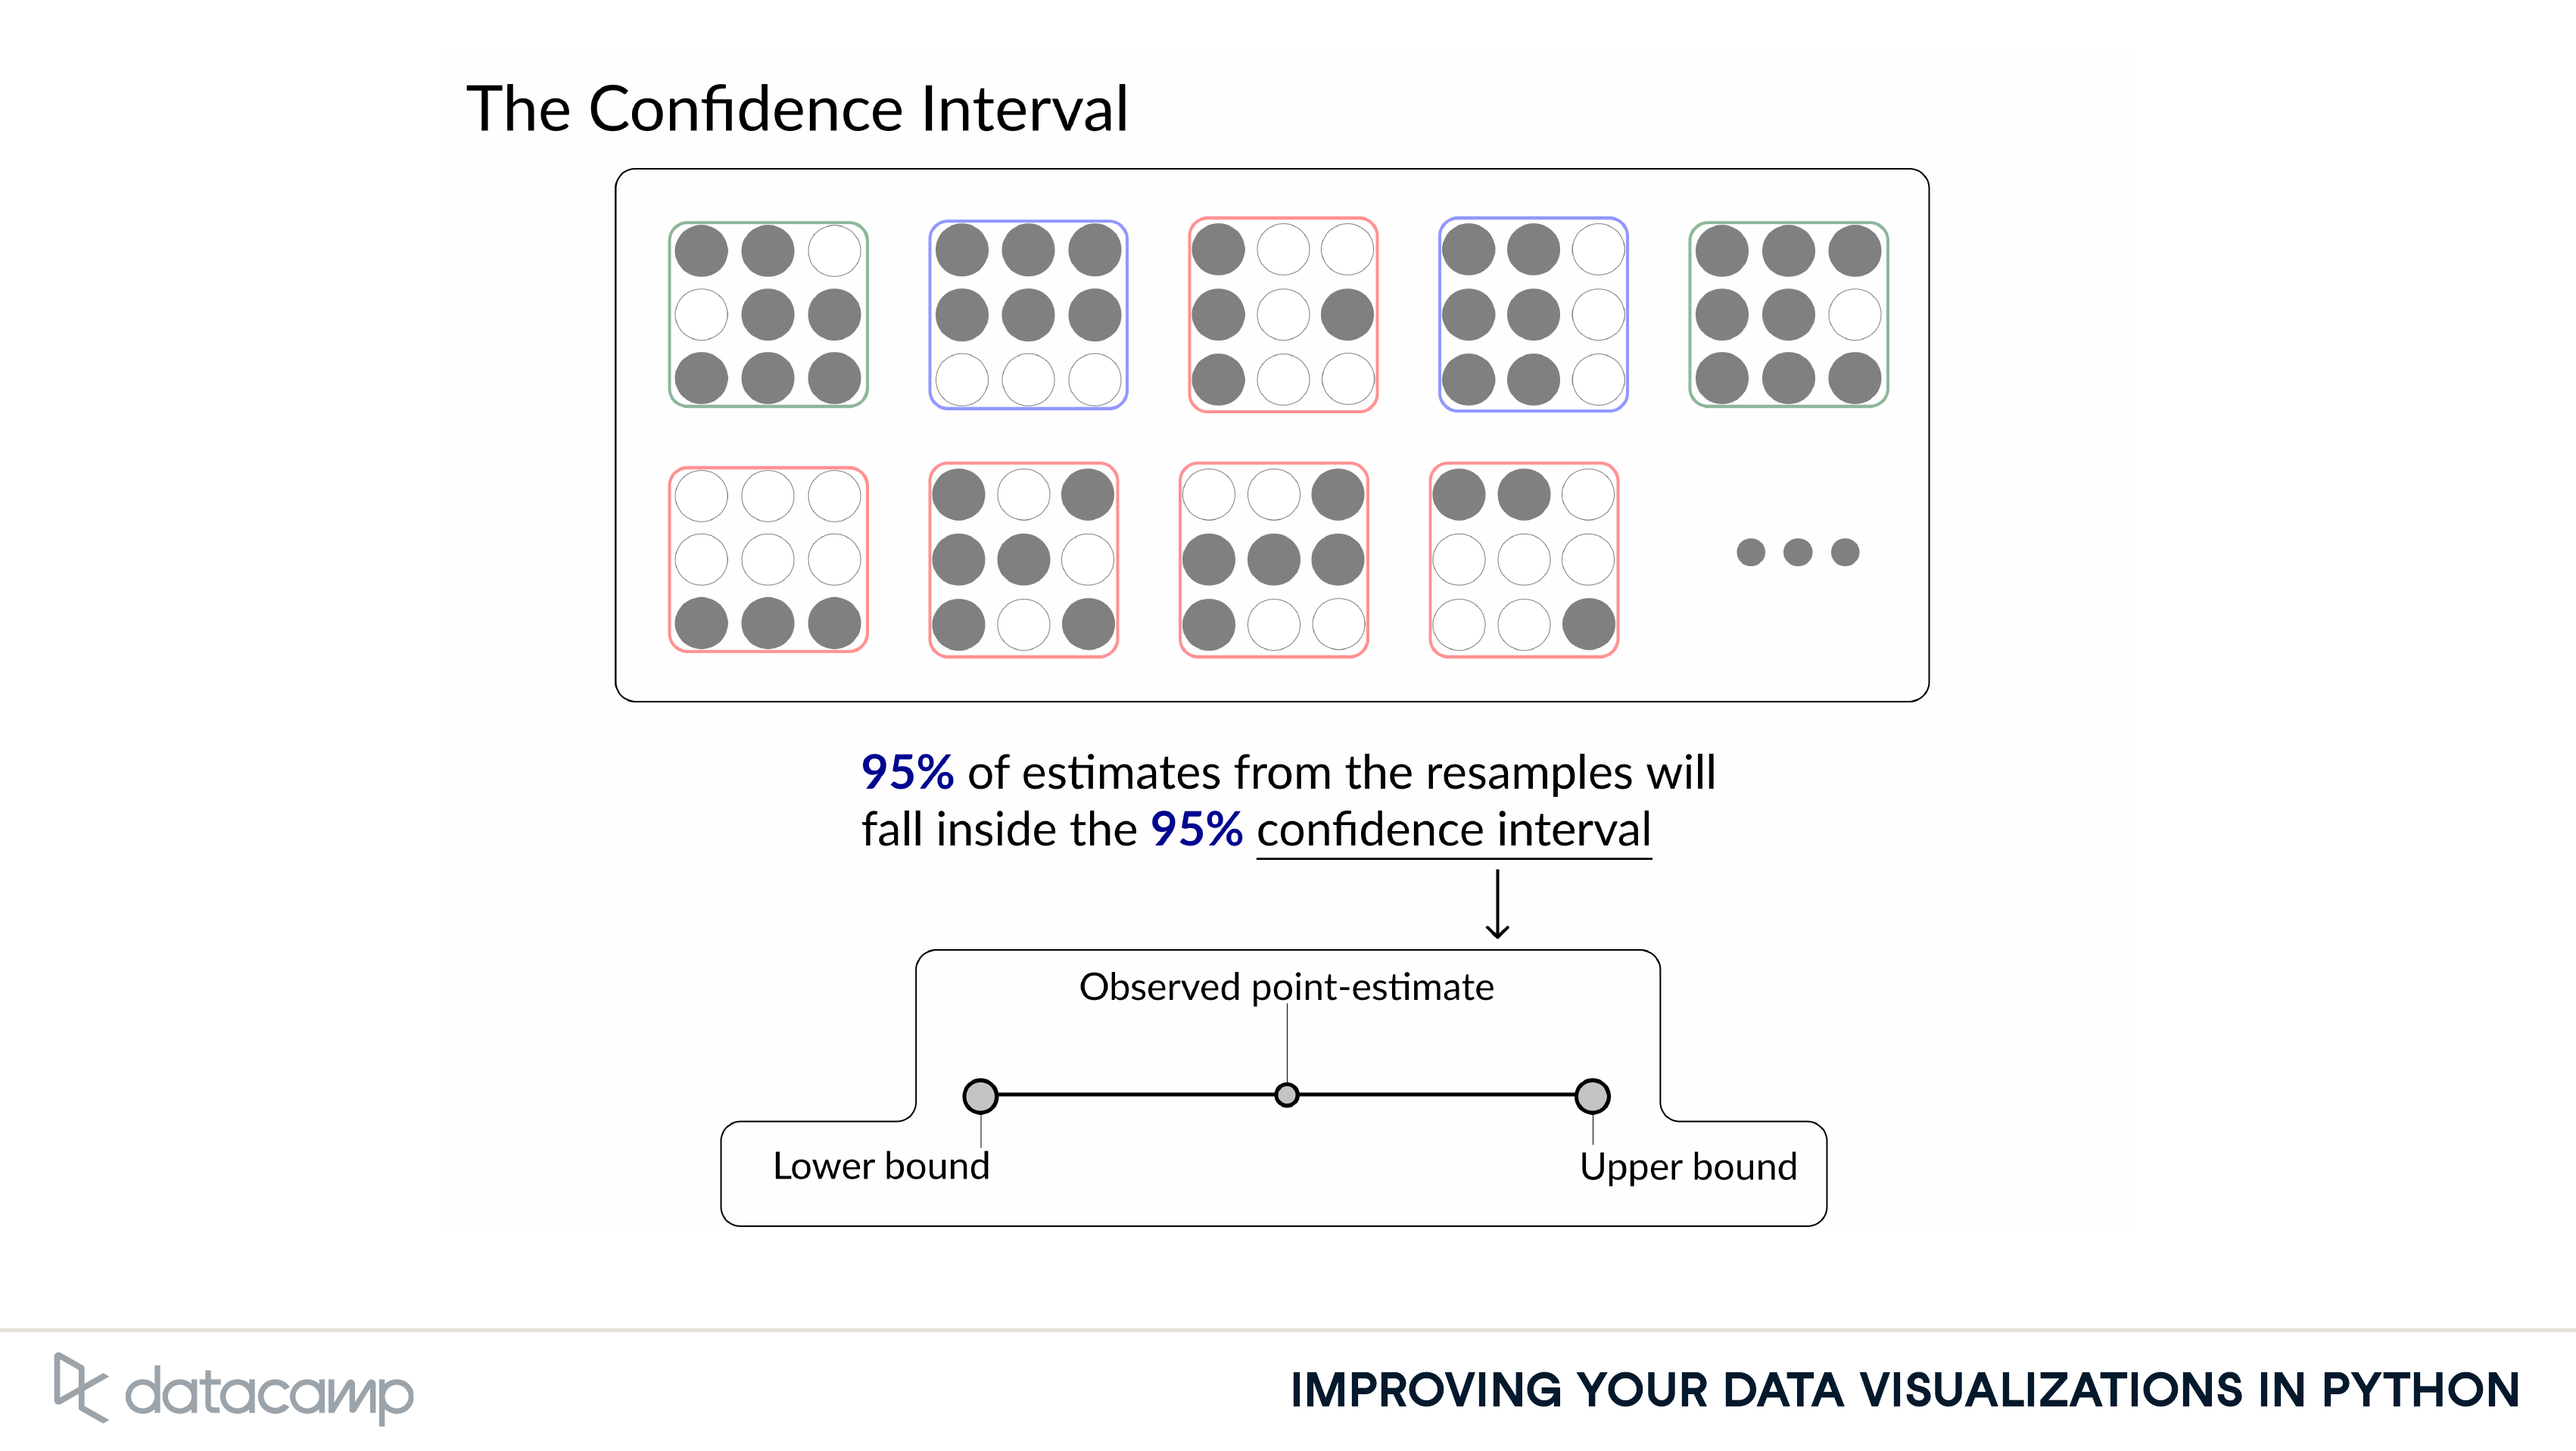 The Confidence Interval
95% of estimates from the resamples will
fall inside the 95% confidence interval
Observed point-estimate
Lower bound
Upper bound
datacamp
IMPROVING YOUR DATA VISUALIZATIONS IN PYTHON